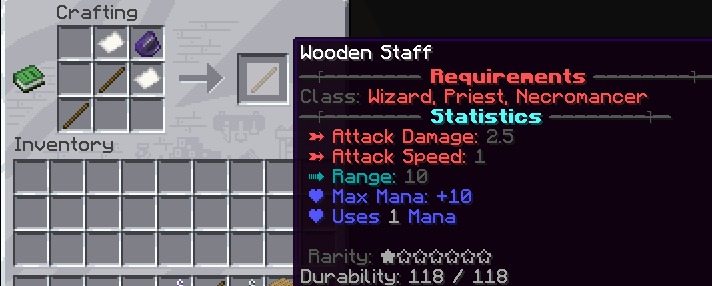 Crafting
Wooden Staff
Requirements
Class: Wizard, Priest, Necromancer
Statistics
Attack Damage: 2.5
Attack Speed: 1
Range: 10
Max Mana: +10
Uses 1 Mana
Rarity: ★☆☆☆☆☆☆
Durability: 118 / 118
Inventory